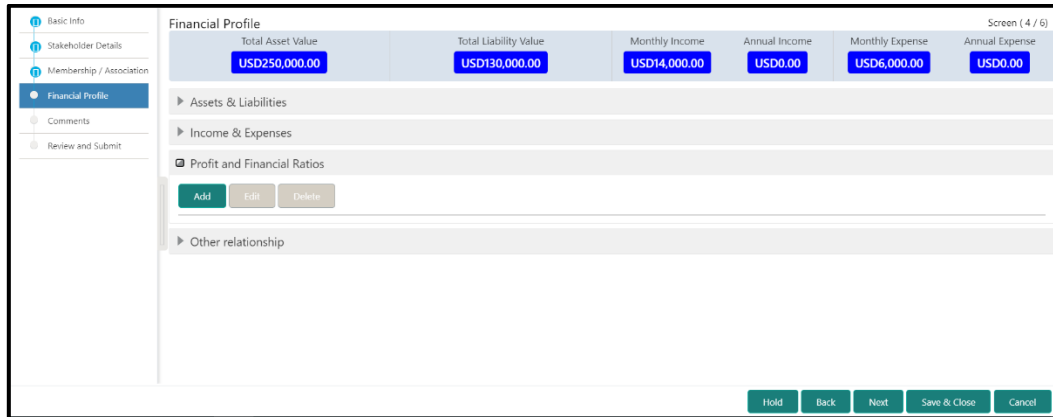 Basic Info
Stakeholder Details
Membership / Association
Financial Profile
Comments
Review and Submit
Financial Profile
Screen ( 4 / 6)
Total Asset Value
Total Liability Value
Monthly Income
Annual Income
Monthly Expense
Annual Expense
USD250,000.00
USD130,000.00
USD14,000.00
USD0.00
USD6,000.00
USD0.00
Assets & Liabilities
Income & Expenses
Profit and Financial Ratios
Add
Edit
Delete
Other relationship
Hold
Back
Next
Save & Close
Cancel